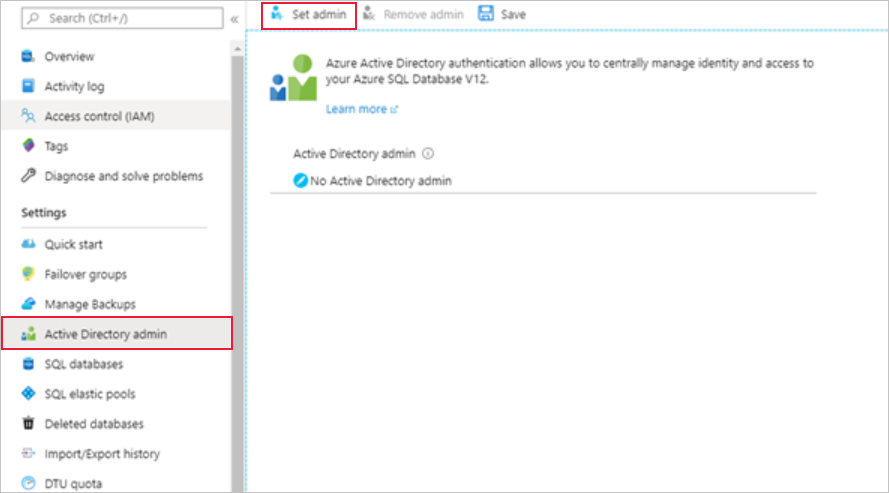 Search (Ctrl+/)
«
Overview
Activity log
Access control (IAM)
Tags
Diagnose and solve problems
Settings
Quick start
Failover groups
Manage Backups
Active Directory admin
SQL databases
SQL elastic pools
Deleted databases
Import/Export history
DTU quota
Set admin
Remove admin
Save
Azure Active Directory authentication allows you to centrally manage identity and access to
your Azure SQL Database V12.
Learn more
Active Directory admin
No Active Directory admin